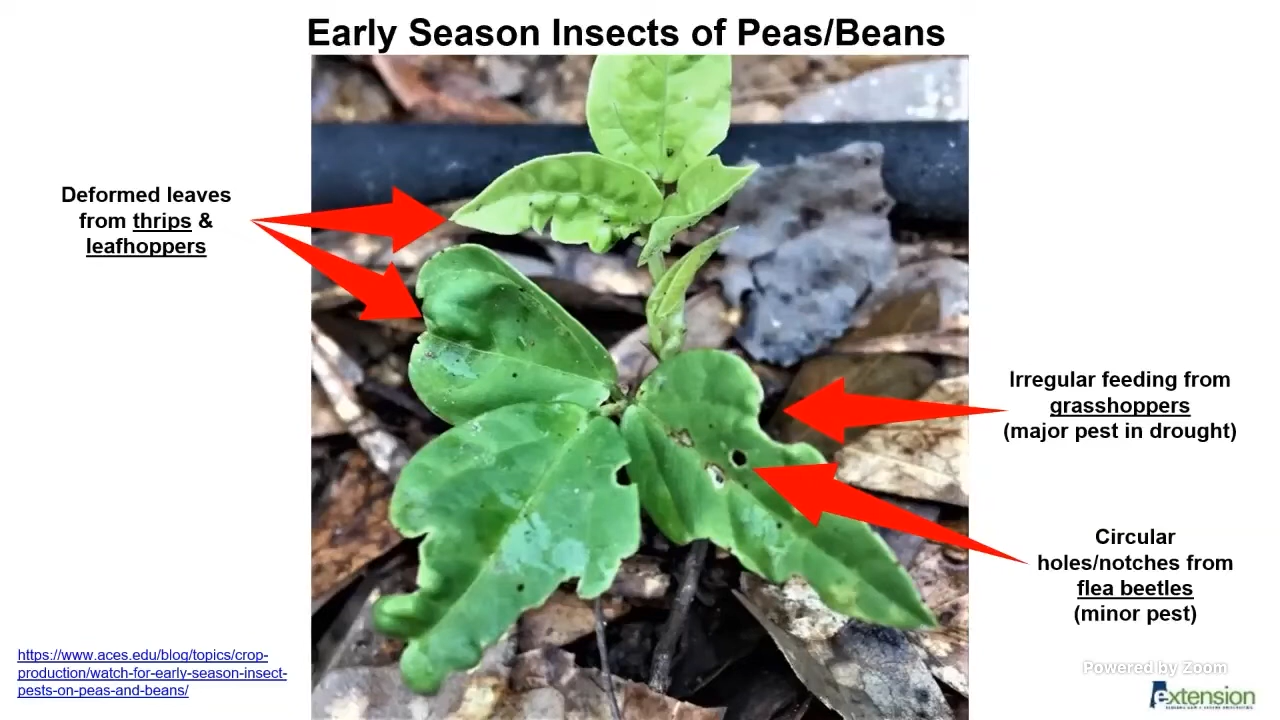 Early Season Insects of Peas/Beans
Deformed leaves
from thrips &
leafhoppers
Irregular feeding from
grasshoppers
(major pest in drought)
Circular
holes/notches from
flea beetles
(minor pest)
https://www.aces.edu/blog/topics/crop-
production/watch-for-early-season-insect-
pests-on-peas-and-beans/
Powered by Zoom
extension